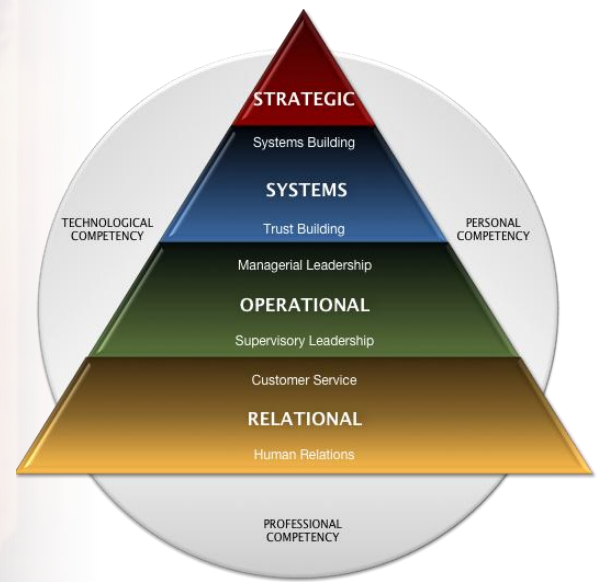 STRATEGIC
Systems Building
SYSTEMS
Trust Building
TECHNOLOGICAL
COMPETENCY
PERSONAL
COMPETENCY
Managerial Leadership
OPERATIONAL
Supervisory Leadership
Customer Service
RELATIONAL
Human Relations
PROFESSIONAL
COMPETENCY